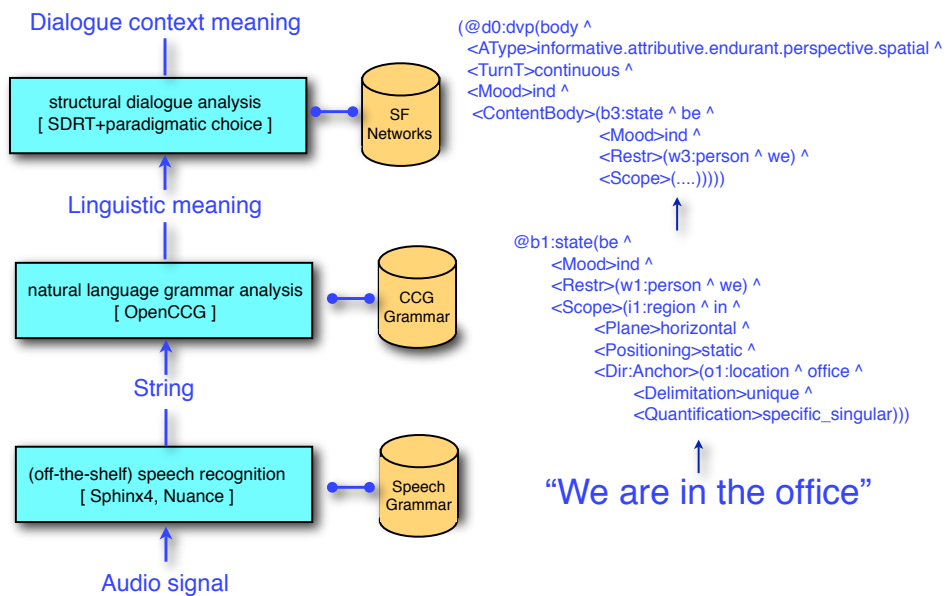 Dialogue context meaning
structural dialogue analysis
[ SDRT+paradigmatic choice ]
SF
Networks
Linguistic meaning
natural language grammar analysis
[ OpenCCG ]
CCG
Grammar
String
(off-the-shelf) speech recognition
[ Sphinx4, Nuance ]
Speech
Grammar
Audio signal
(@d0:dvp(body ^
<AType>informative.attributive.endurant.perspective.spatial ^
<TurnT>continuous ^
<Mood>ind ^
<ContentBody>(b3:state ^ be ^
<Mood>ind ^
<Restr>(w3:person ^ we) ^
<Scope>(....)))))
@b1:state(be ^
<Mood>ind ^
<Restr>(w1:person ^ we) ^
<Scope>(i1:region ^ in ^
<Plane>horizontal ^
<Positioning>static ^
<Dir:Anchor>(o1:location ^ office ^
<Delimitation>unique ^
<Quantification>specific_singular)))
“We are in the office”